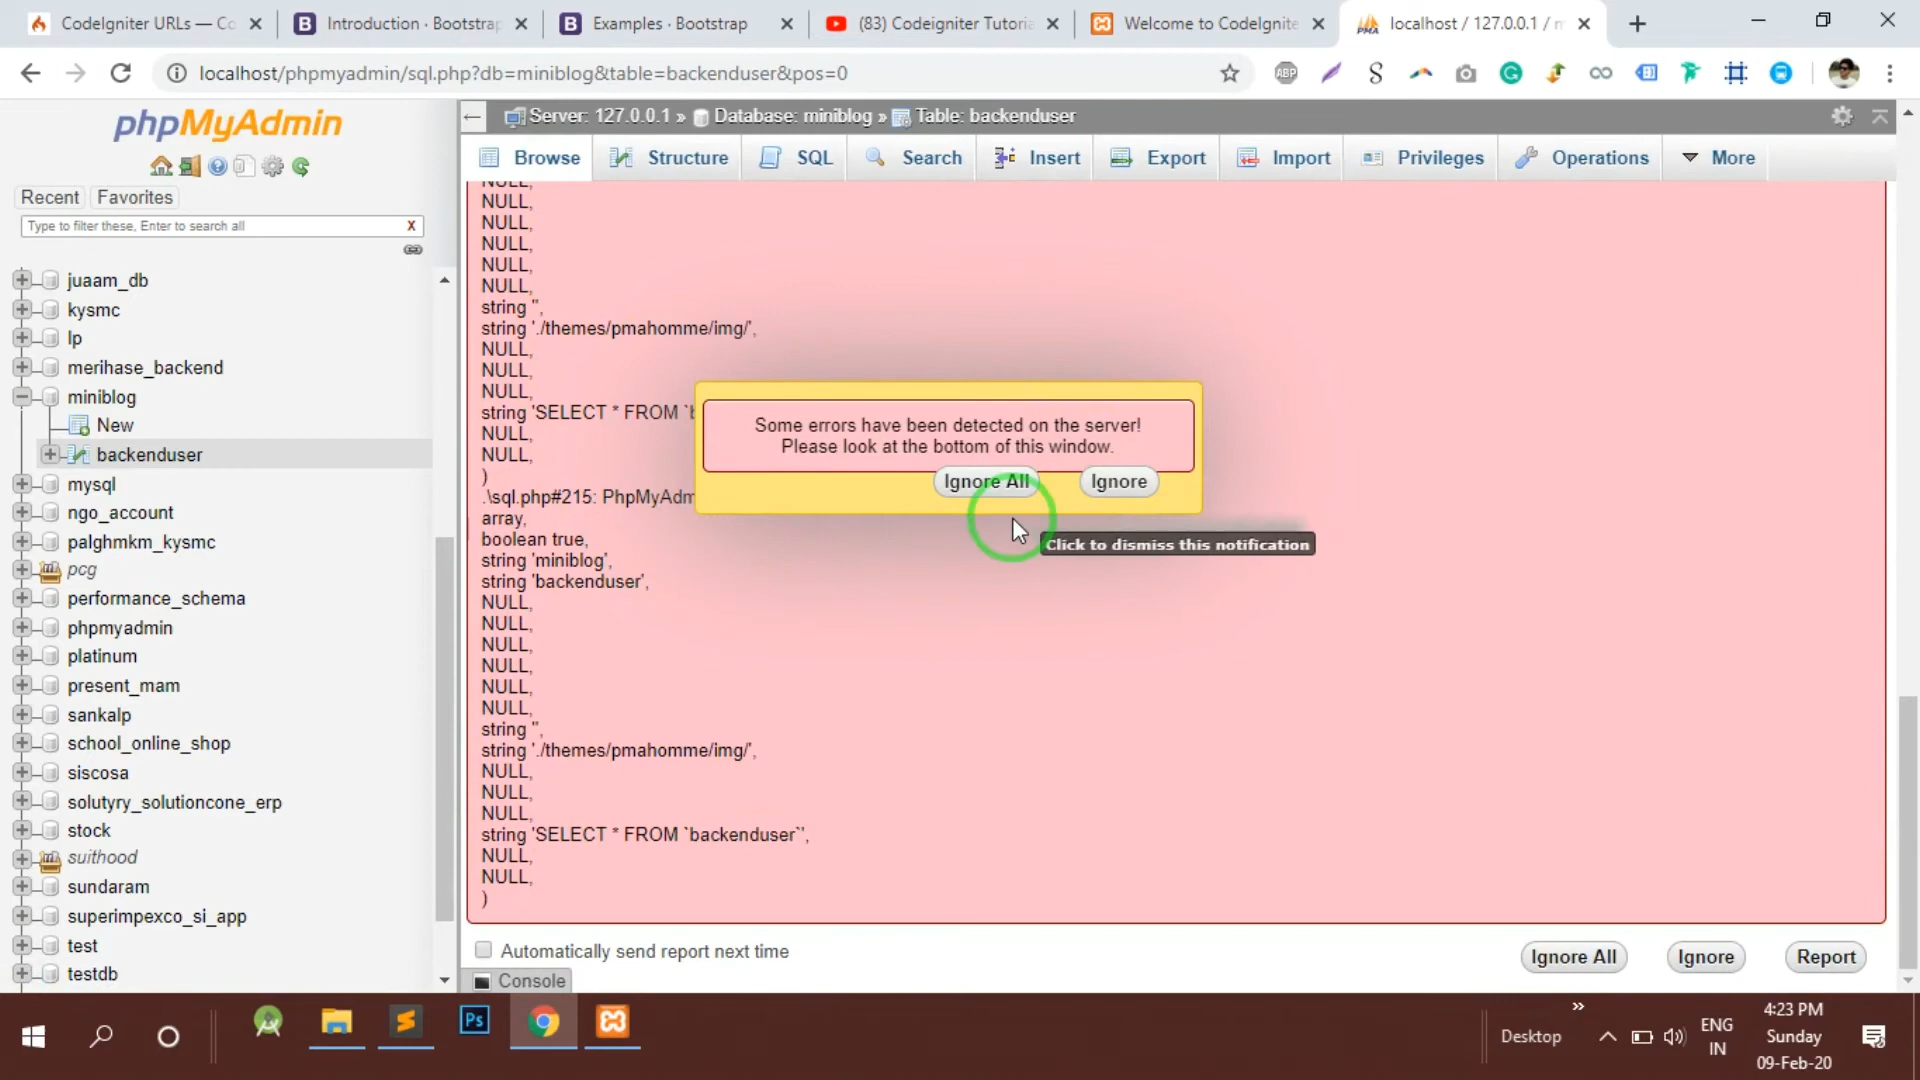 CodeIgniter URLs — Co
Introduction · Bootstrap
Examples · Bootstrap
(83) Codeigniter Tutoria
Welcome to CodeIgnite
PMA
localhost / 127.0.0.1 / m
localhost/phpmyadmin/sql.php?db=miniblog&table=backenduser&pos=0
ABP
phpMyAdmin
Recent
Favorites
Type to filter these, Enter to search all
X
juaam_db
kysmc
lp
merihase_backend
miniblog
New
backenduser
mysql
ngo_account
palghmkm_kysmc
pcg
performance_schema
phpmyadmin
platinum
present_mam
sankalp
school_online_shop
siscosa
solutyry_solutioncone_erp
stock
suithood
sundaram
superimpexco_si_app
test
testdb
Server: 127.0.0.1 » Database: miniblog » Table: backenduser
Browse
Structure
SQL
Search
Insert
Export
Import
Privileges
Operations
More
NULL,
NULL,
NULL,
NULL,
NULL,
NULL,
string '',
string './themes/pmahomme/img/',
NULL,
NULL,
NULL,
string 'SELECT * FROM `b
NULL,
NULL,
)
.\sql.php#215: PhpMyAdm
array,
boolean true,
string 'miniblog',
string 'backenduser',
NULL,
NULL,
NULL,
NULL,
NULL,
NULL,
string '',
string './themes/pmahomme/img/',
NULL,
NULL,
NULL,
string 'SELECT * FROM `backenduser`',
NULL,
NULL,
)
Some errors have been detected on the server!
Please look at the bottom of this window.
Ignore All
Ignore
Click to dismiss this notification
Automatically send report next time
Ignore All
Ignore
Report
Console
Ps
Desktop
ENG
IN
4:23 PM
Sunday
09-Feb-20